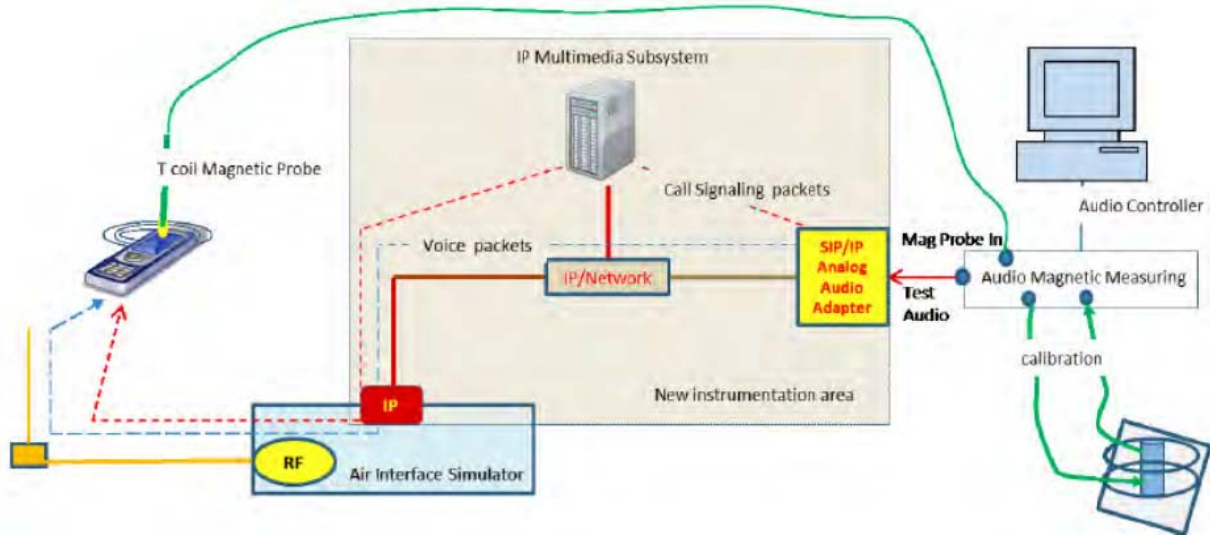 IP Multimedia Subsystem
T coil Magnetic Probe
Call Signaling packets
Audio Controller
Voice packets
SIP/IP
Analog
Audio
Adapter
Mag Probe In
IP/Network
Audio Magnetic Measuring
Test
Audio
calibration
New instrumentation area
IP
RF
Air Interface Simulator